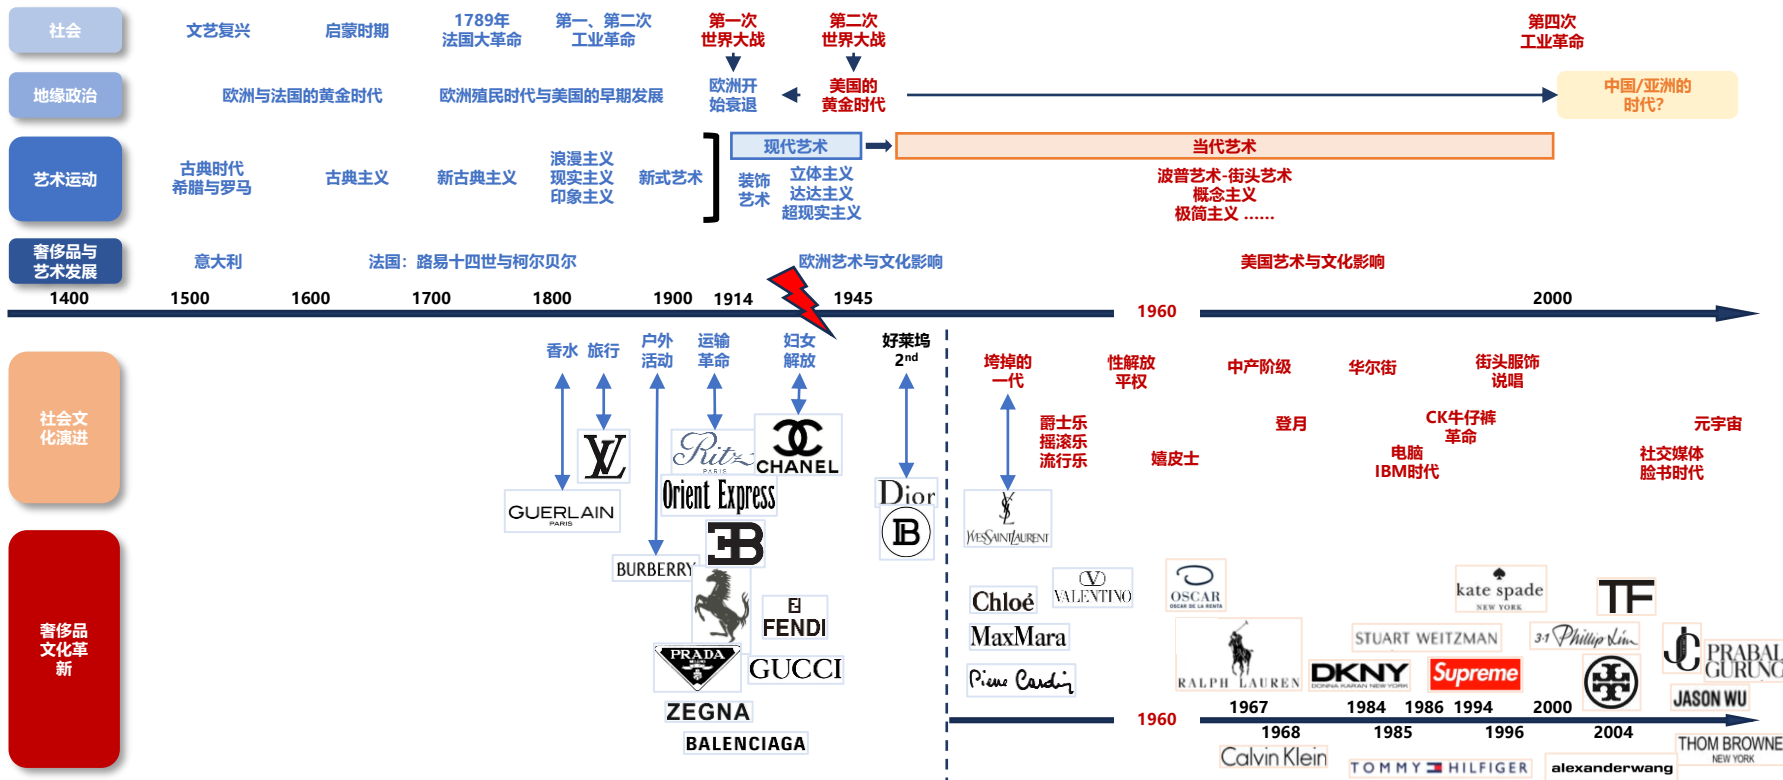 社会
文艺复兴
启蒙时期
1789年
法国大革命
第一、第二次
工业革命
第一次
世界大战
第二次
世界大战
第四次
工业革命
地缘政治
欧洲与法国的黄金时代
欧洲殖民时代与美国的早期发展
欧洲开
始衰退
美国的
黄金时代
中国/亚洲的
时代？
艺术运动
古典时代
希腊与罗马
古典主义
新古典主义
浪漫主义
现实主义
印象主义
新式艺术
现代艺术
装饰
艺术
立体主义
达达主义
超现实主义
当代艺术
波普艺术-街头艺术
概念主义
极简主义 ......
奢侈品与
艺术发展
意大利
法国：路易十四世与柯尔贝尔
欧洲艺术与文化影响
美国艺术与文化影响
1400
1500
1600
1700
1800
1900
1914
1945
1960
2000
社会文
化演进
香水
旅行
户外
活动
运输
革命
妇女
解放
好莱坞
2nd
垮掉的
一代
性解放
平权
中产阶级
华尔街
街头服饰
说唱
爵士乐
摇滚乐
流行乐
嬉皮士
登月
CK牛仔裤
革命
电脑
IBM时代
社交媒体
脸书时代
元宇宙
奢侈品
文化革
新
LV
GUERLAIN
PARIS
BURBERRY
Ritz
PARIS
Orient Express
EB
CHANEL
PRADA
MILANO
FENDI
GUCCI
ZEGNA
BALENCIAGA
Dior
B
YSL
YVESSAINTLAURENT
Chloé
MaxMara
Pierre Cardin
V
VALENTINO
OSCAR
OSCAR DE LA RENTA
RALPH LAUREN
STUART WEITZMAN
DKNY
DONNA KARAN NEW YORK
Supreme
kate spade
NEW YORK
3·1 Phillip Lim
TF
JC
PRABAL
GURUNG
JASON WU
1960
1967
1968
1984
1985
1986
1994
1996
2000
2004
Calvin Klein
TOMMY HILFIGER
alexanderwang
THOM BROWNE
NEW YORK